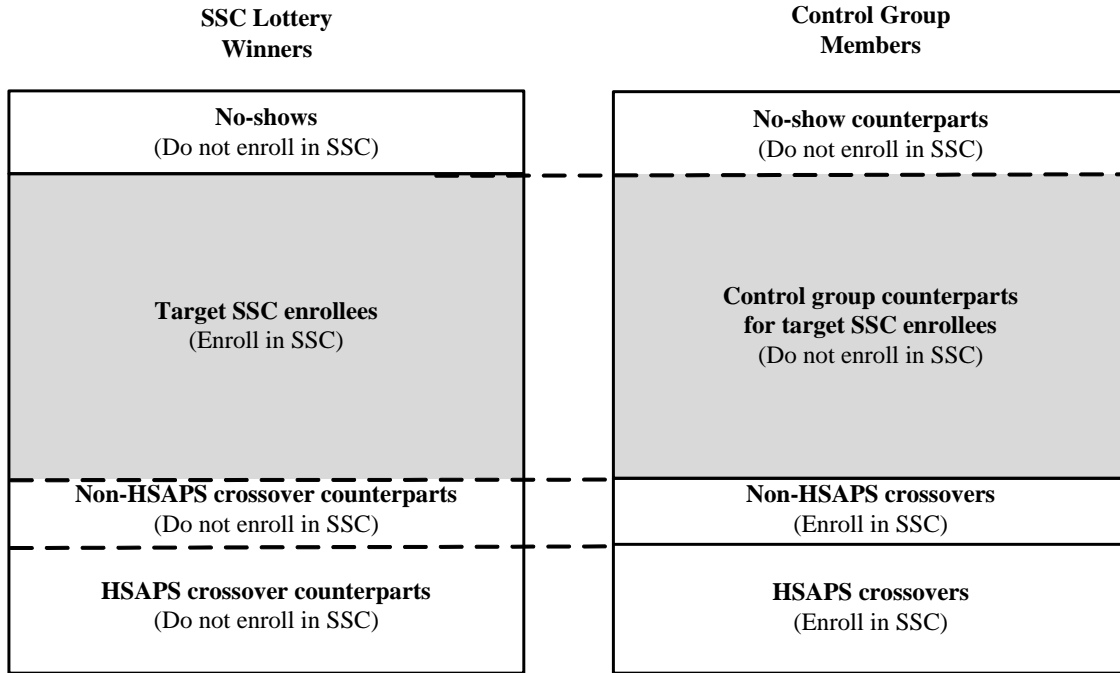 SSC Lottery
Winners
Control Group
Members
No-shows
(Do not enroll in SSC)
No-show counterparts
(Do not enroll in SSC)
Target SSC enrollees
(Enroll in SSC)
Control group counterparts
for target SSC enrollees
(Do not enroll in SSC)
Non-HSAPS crossover counterparts
(Do not enroll in SSC)
Non-HSAPS crossovers
(Enroll in SSC)
HSAPS crossover counterparts
(Do not enroll in SSC)
HSAPS crossovers
(Enroll in SSC)